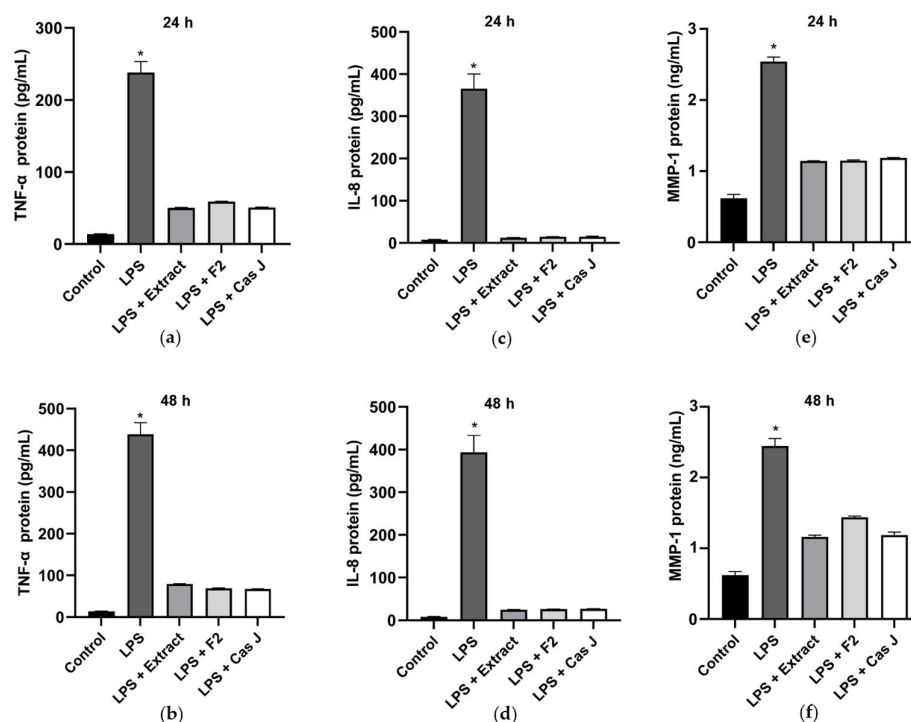 24 h
TNF-α protein (pg/mL)
300
200
100
0
*
Control
LPS
LPS + Extract
LPS + F2
LPS + Cas J
(a)
24 h
IL-8 protein (pg/mL)
500
400
300
200
100
0
*
Control
LPS
LPS + Extract
LPS + F2
LPS + Cas J
(c)
24 h
MMP-1 protein (ng/mL)
3
2
1
0
*
Control
LPS
LPS + Extract
LPS + F2
LPS + Cas J
(e)
48 h
TNF-α protein (pg/mL)
500
400
300
200
100
0
*
Control
LPS
LPS + Extract
LPS + F2
LPS + Cas J
(b)
48 h
IL-8 protein (pg/mL)
500
400
300
200
100
0
*
Control
LPS
LPS + Extract
LPS + F2
LPS + Cas J
(d)
48 h
MMP-1 protein (ng/mL)
3
2
1
0
*
Control
LPS
LPS + Extract
LPS + F2
LPS + Cas J
(f)